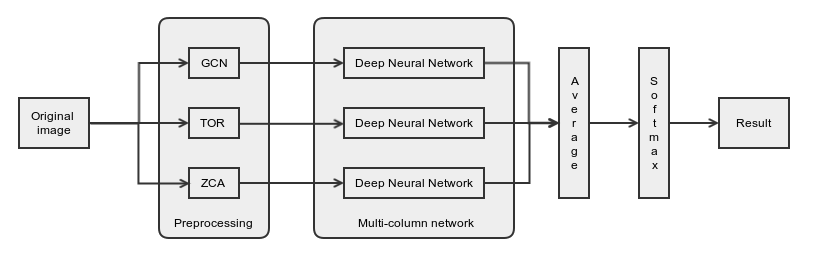 Original
image
GCN
TOR
ZCA
Preprocessing
Deep Neural Network
Deep Neural Network
Deep Neural Network
Multi-column network
Average
Softmax
Result